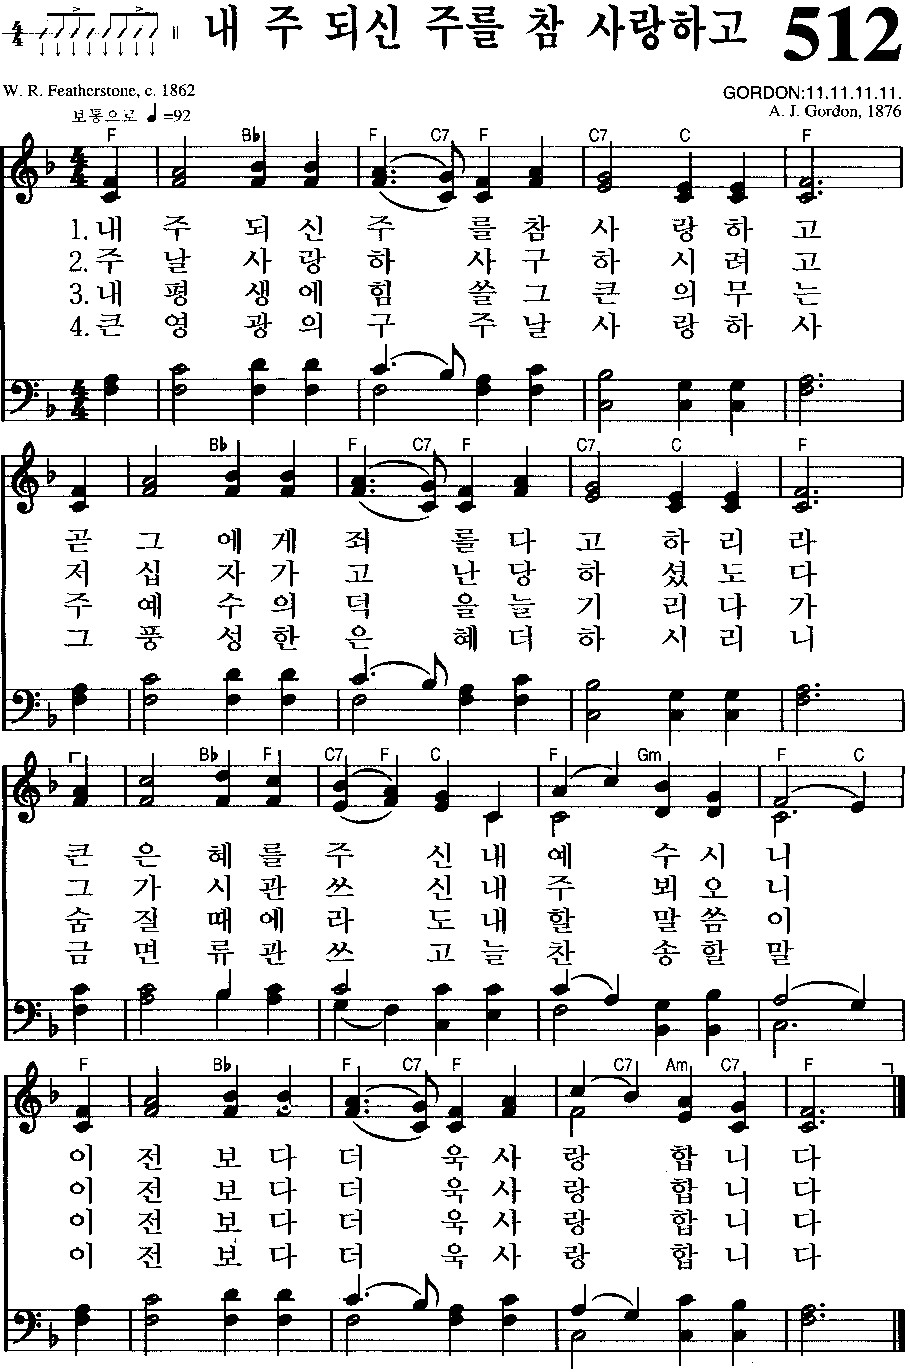 4/4 내 주 되신 주를 참 사랑하고 512
W. R. Featherstone, c. 1862 GORDON:11.11.11.11.
보통으로 ♩=92 A. J. Gordon, 1876
F B♭ F C7 F C7 C F
1. 내 주 되 신 주 를 참 사 랑 하 고
2. 주 날 사 랑 하 사 구 하 시 려 고
3. 내 평 생 에 힘 쓸 그 큰 의 무 는
4. 큰 영 광 의 구 주 날 사 랑 하 사
B♭ F C7 F C7 C F
곧 그 에 게 죄 를 다 고 하 리 라
저 십 자 가 고 난 당 하 셨 도 다
주 예 수 의 덕 을 늘 기 리 다 가
그 풍 성 한 은 혜 더 하 시 리 니
F B♭ F C7 F C F Gm F C
큰 은 혜 를 주 신 내 예 수 시 니
그 가 시 관 쓰 신 내 주 뵈 오 니
숨 질 때 에 라 도 내 할 말 씀 이
금 면 류 관 쓰 고 늘 찬 송 할 말
F B♭ F C7 F C7 Am C7 F
이 전 보 다 더 욱 사 랑 합 니 다
이 전 보 다 더 욱 사 랑 합 니 다
이 전 보 다 더 욱 사 랑 합 니 다
이 전 보 다 더 욱 사 랑 합 니 다